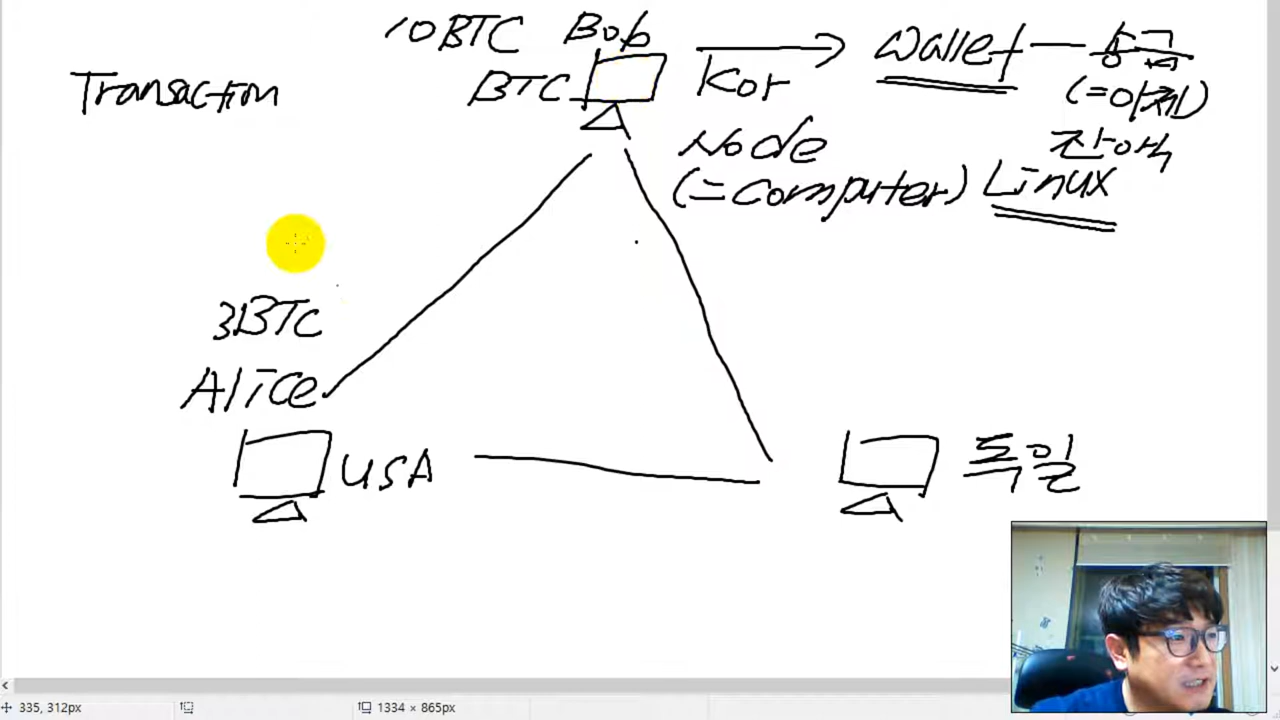 10BTC Bob
Transaction
BTC
Kor
Wallet — 송금
(=이체)
Node
잔액
(=Computer) Linux
3BTC
Alice
USA
독일
335, 312px
1334 × 865px